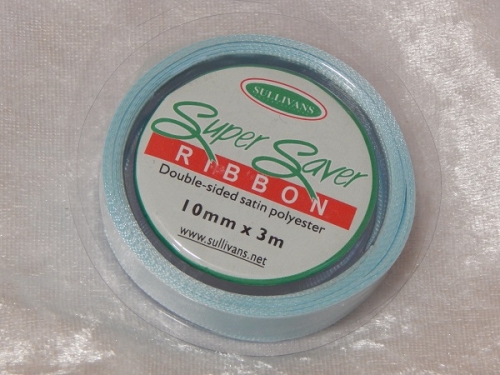 SULLIVANS
Super Saver
RIBBON
Double-sided satin polyester
10mm x 3m
www.sullivans.net